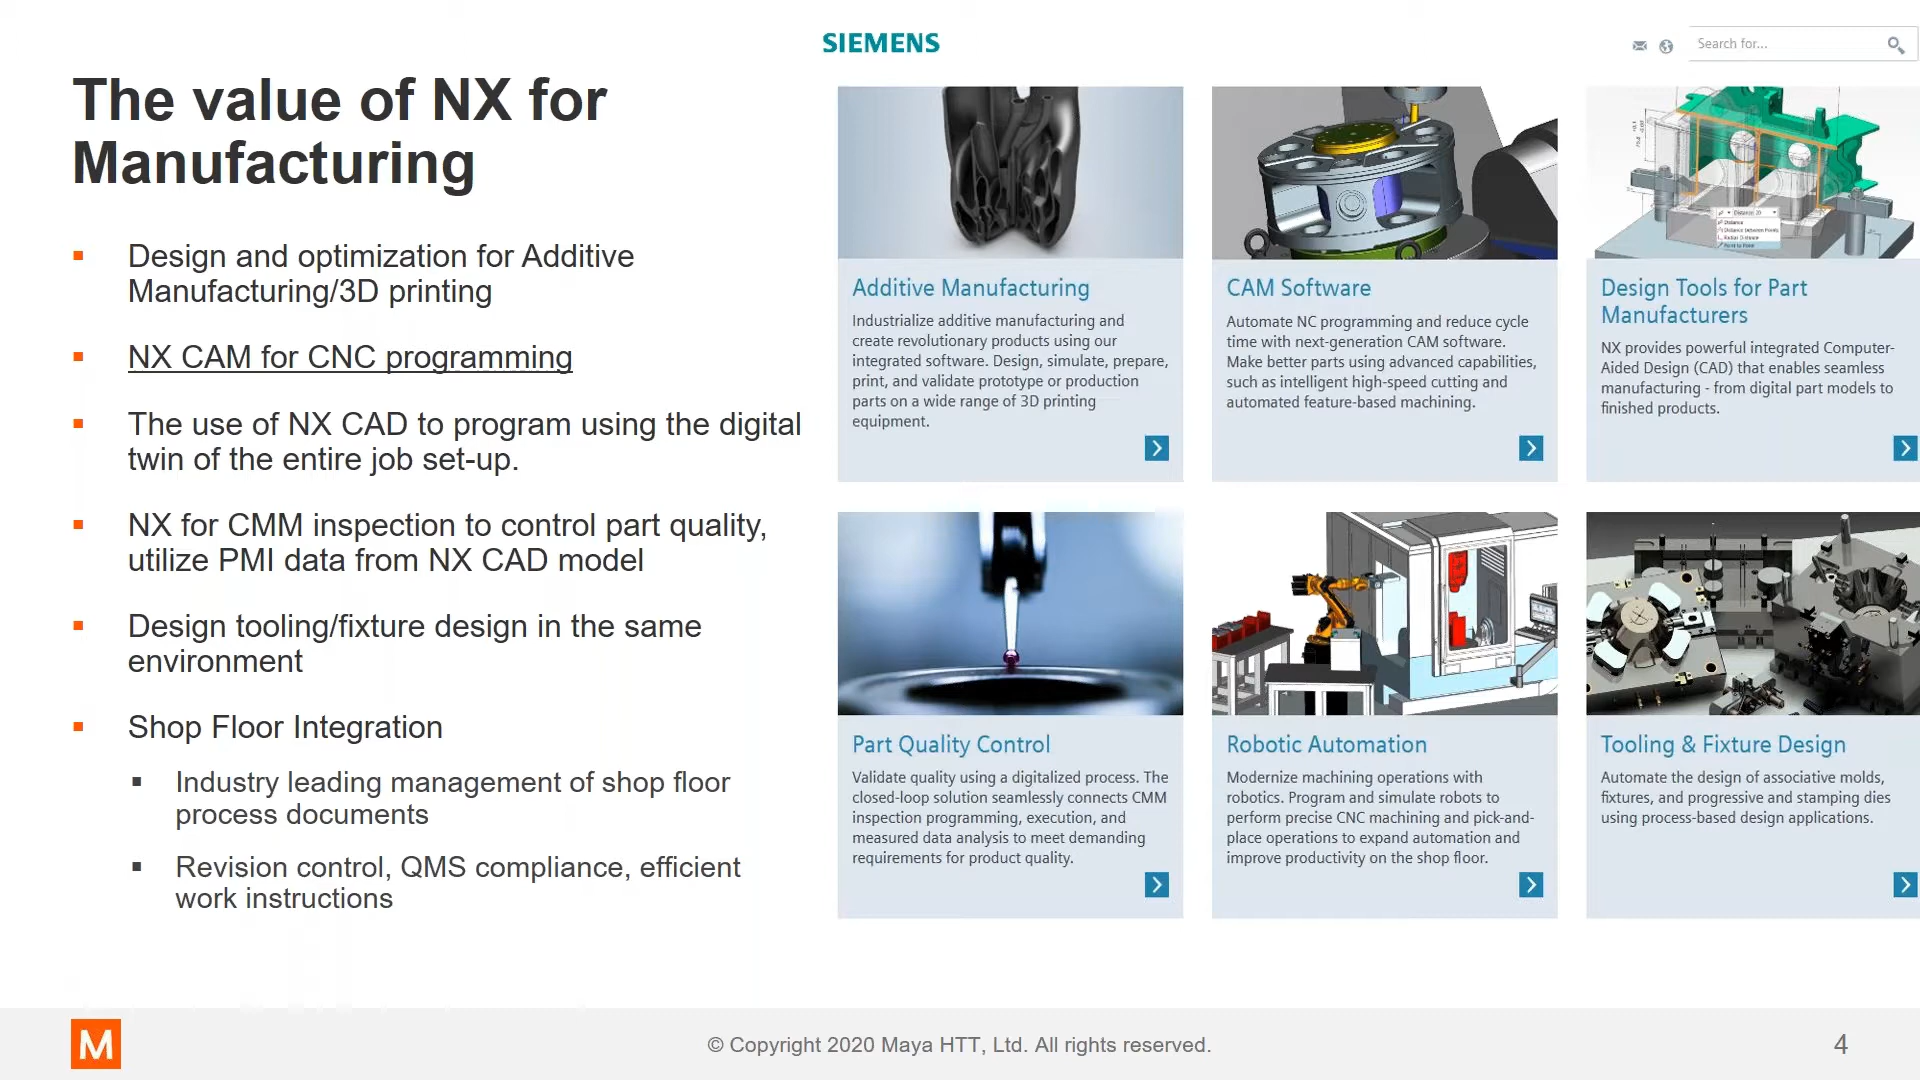 SIEMENS
Search for...
The value of NX for
Manufacturing
Design and optimization for Additive
Manufacturing/3D printing
NX CAM for CNC programming
The use of NX CAD to program using the digital
twin of the entire job set-up.
NX for CMM inspection to control part quality,
utilize PMI data from NX CAD model
Design tooling/fixture design in the same
environment
Shop Floor Integration
Industry leading management of shop floor
process documents
Revision control, QMS compliance, efficient
work instructions
Additive Manufacturing
Industrialize additive manufacturing and
create revolutionary products using our
integrated software. Design, simulate, prepare,
print, and validate prototype or production
parts on a wide range of 3D printing
equipment.
CAM Software
Automate NC programming and reduce cycle
time with next-generation CAM software.
Make better parts using advanced capabilities,
such as intelligent high-speed cutting and
automated feature-based machining.
Design Tools for Part
Manufacturers
NX provides powerful integrated Computer-
Aided Design (CAD) that enables seamless
manufacturing - from digital part models to
finished products.
Part Quality Control
Validate quality using a digitalized process. The
closed-loop solution seamlessly connects CMM
inspection programming, execution, and
measured data analysis to meet demanding
requirements for product quality.
Robotic Automation
Modernize machining operations with
robotics. Program and simulate robots to
perform precise CNC machining and pick-and-
place operations to expand automation and
improve productivity on the shop floor.
Tooling & Fixture Design
Automate the design of associative molds,
fixtures, and progressive and stamping dies
using process-based design applications.
M
© Copyright 2020 Maya HTT, Ltd. All rights reserved.
4